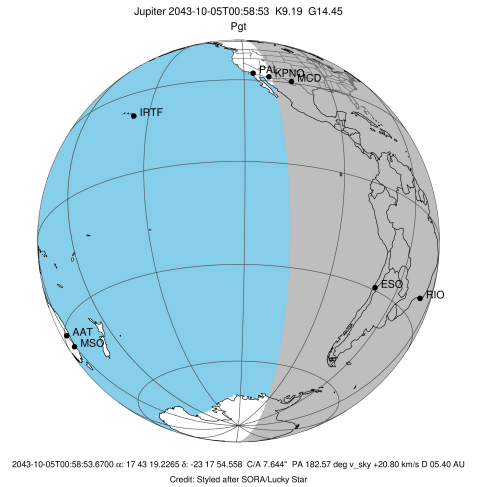 Jupiter 2043-10-05T00:58:53 K9.19 G14.45
Pgt
PAL
KPNO
MCD
IRTF
ESO
RIO
AAT
MSO
2043-10-05T00:58:53.6700 α: 17 43 19.2265 δ: -23 17 54.558 C/A 7.644" PA 182.57 deg v_sky +20.80 km/s D 05.40 AU
Credit: Styled after SORA/Lucky Star